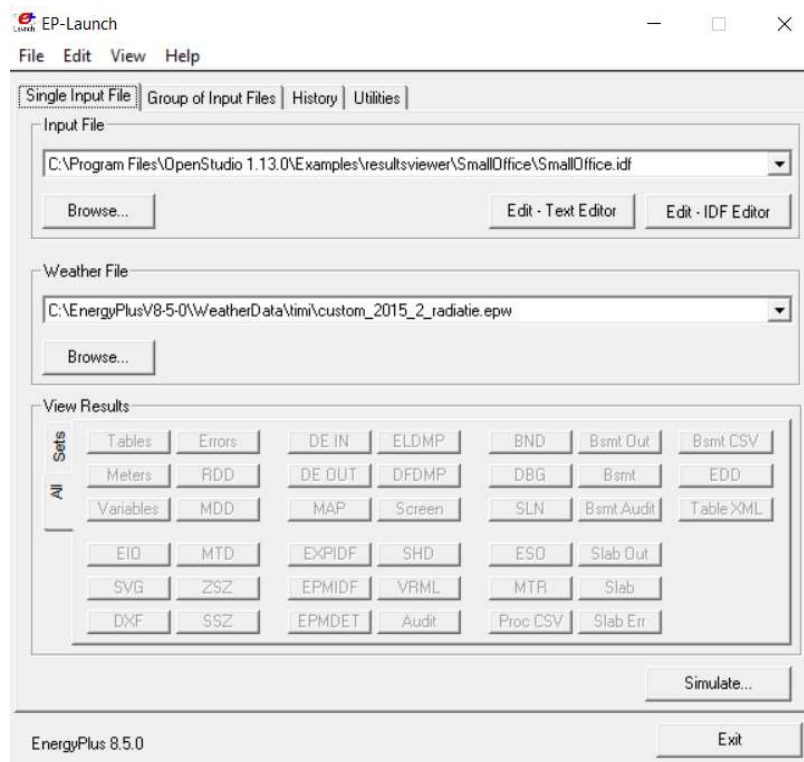 EP-Launch
File Edit View Help
Single Input File Group of Input Files History Utilities
Input File
C:\Program Files\OpenStudio 1.13.0\Examples\resultsviewer\SmallOffice\SmallOffice.idf
Browse... Edit - Text Editor Edit - IDF Editor
Weather File
C:\EnergyPlusV8-5-0\WeatherData\timi\custom_2015_2_radiatie.epw
Browse...
View Results
Sets
All
Tables Errors DE IN ELDMP BND Bsmt Out Bsmt CSV
Meters RDD DE OUT DFDMP DBG Bsmt EDD
Variables MDD MAP Screen SLN Bsmt Audit Table XML
EIO MTD EXPIDF SHD ESO Slab Out
SVG ZSZ EPMIDF VRML MTR Slab
DXF SSZ EPMDET Audit Proc CSV Slab Err
Simulate...
EnergyPlus 8.5.0 Exit